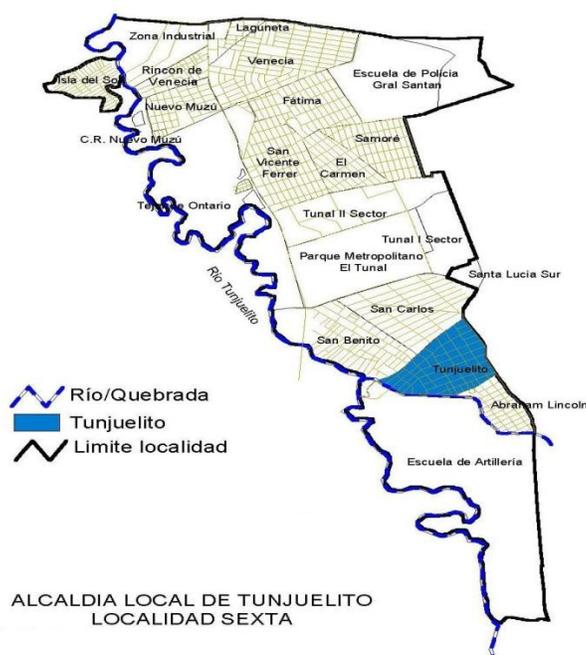 Zona Industrial
Laguneta
Venecia
Isla del Sol
Rincón de
Venecia
Escuela de Policía
Gral Santan
Fátima
Nuevo Muzú
C.R. Nuevo Muzú
Samoré
San
Vicente
Ferrer
El
Carmen
Ontario
Tunal II Sector
Tunal I Sector
Parque Metropolitano
El Tunal
Santa Lucia Sur
Río Tunjuelito
San Carlos
San Benito
Tunjuelito
Abraham Lincoln
Río/Quebrada
Tunjuelito
Limite localidad
Escuela de Artillería
ALCALDIA LOCAL DE TUNJUELITO
LOCALIDAD SEXTA